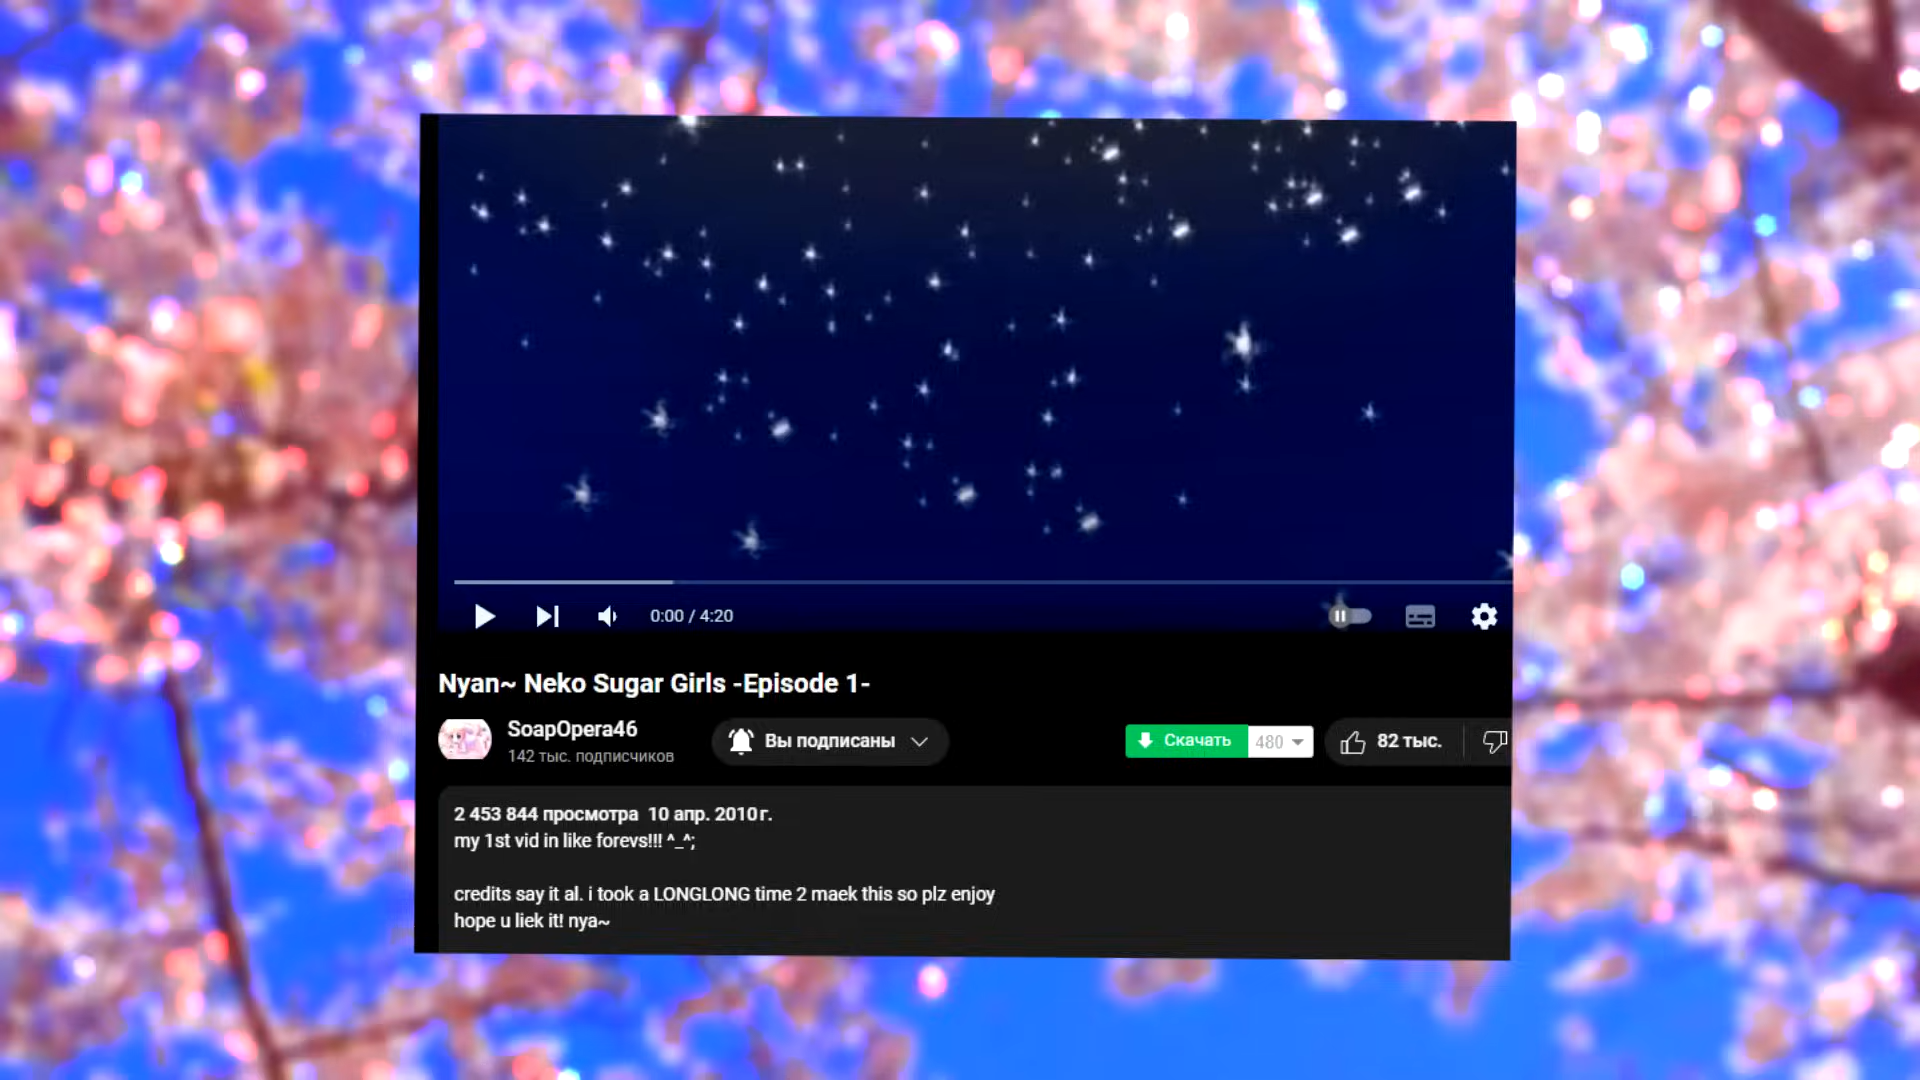 0:00 / 4:20
Nyan~ Neko Sugar Girls -Episode 1-
SoapOpera46
142 тыс. подписчиков
Вы подписаны
Скачать 480
82 тыс.
2 453 844 просмотра 10 апр. 2010 г.
my 1st vid in like forevs!!! ^_^;
credits say it al. i took a LONGLONG time 2 maek this so plz enjoy
hope u liek it! nya~